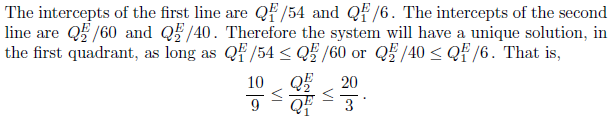 The intercepts of the first line are $Q_1^E/54$ and $Q_1^E/6$. The intercepts of the second
line are $Q_2^E/60$ and $Q_2^E/40$. Therefore the system will have a unique solution, in
the first quadrant, as long as $Q_1^E/54 \leq Q_2^E/60$ or $Q_2^E/40 \leq Q_1^E/6$. That is,
$$\frac{10}{9} \leq \frac{Q_2^E}{Q_1^E} \leq \frac{20}{3}.$$